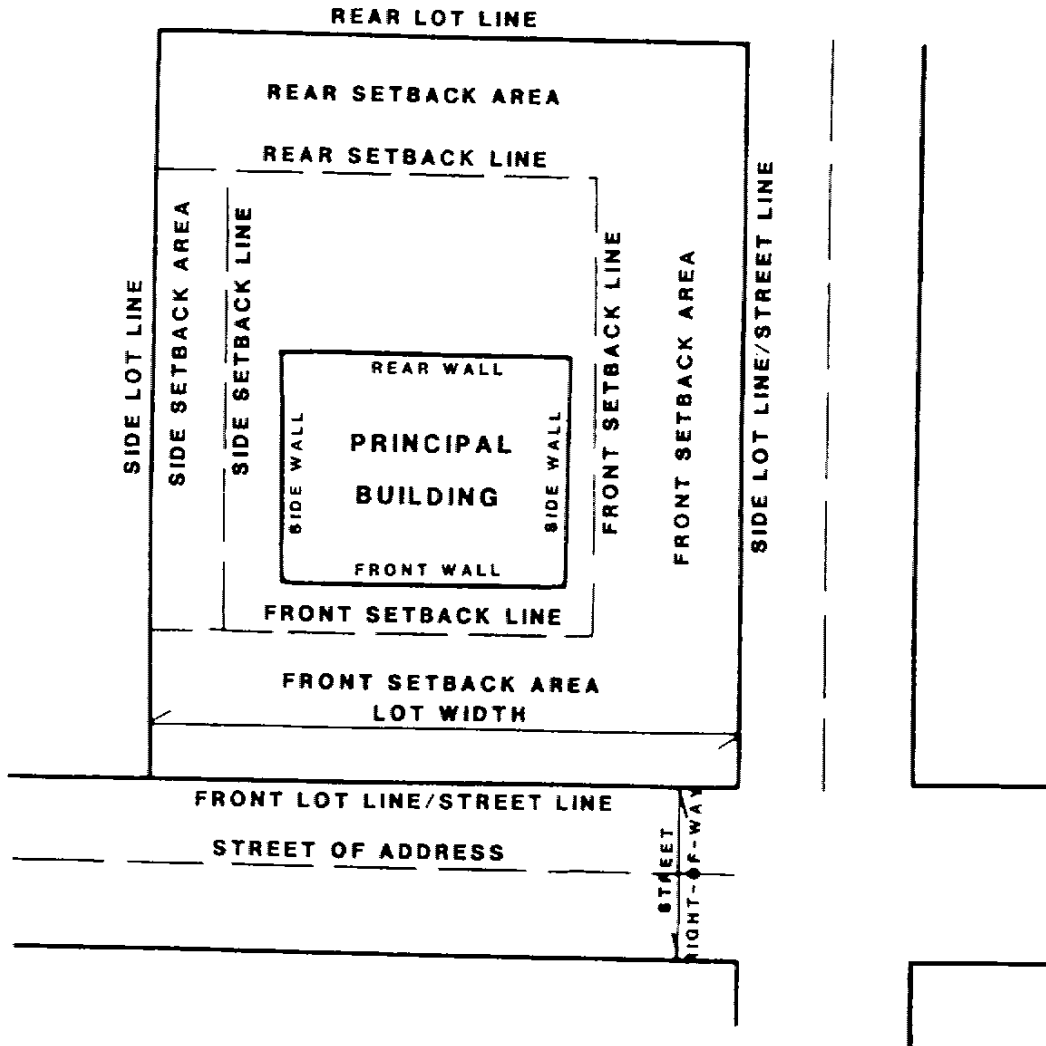 REAR LOT LINE
REAR SETBACK AREA
REAR SETBACK LINE
SIDE LOT LINE
SIDE SETBACK AREA
SIDE SETBACK LINE
FRONT SETBACK LINE
FRONT SETBACK AREA
SIDE LOT LINE/STREET LINE
REAR WALL
SIDE WALL
PRINCIPAL
BUILDING
SIDE WALL
FRONT WALL
FRONT SETBACK LINE
FRONT SETBACK AREA
LOT WIDTH
FRONT LOT LINE/STREET LINE
STREET OF ADDRESS
STREET
RIGHT-OF-WAY